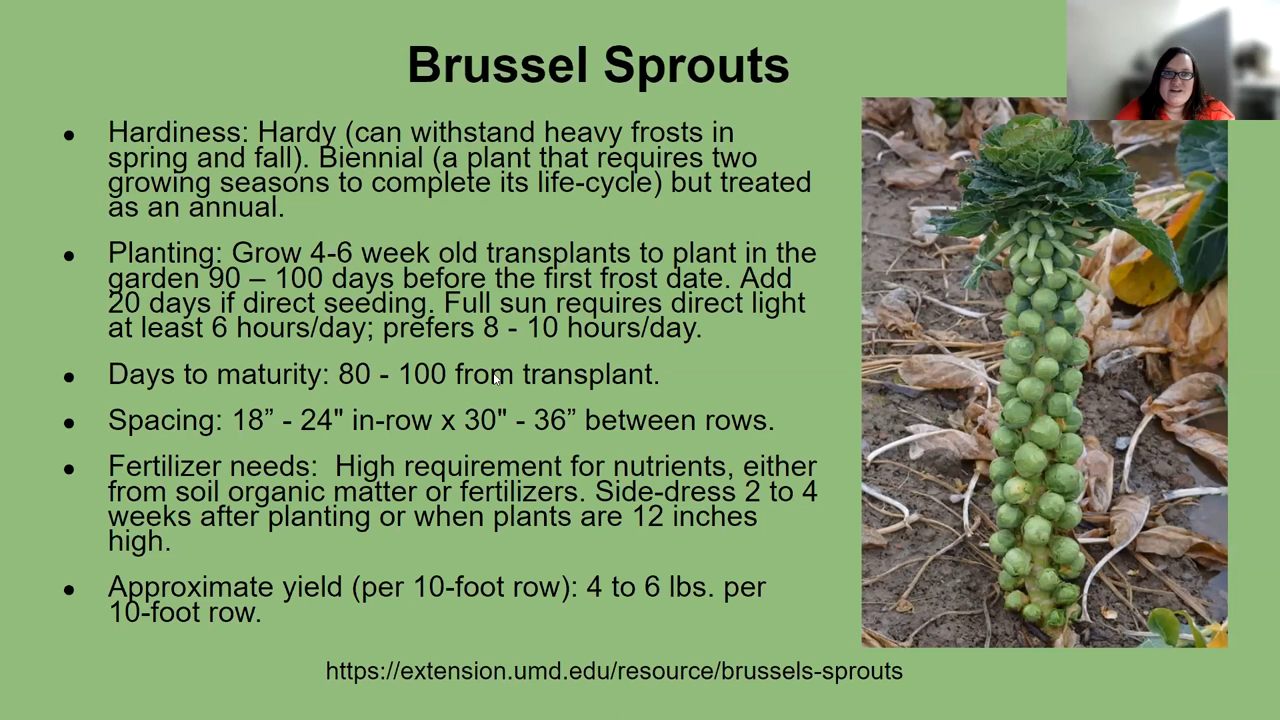 Brussel Sprouts
● Hardiness: Hardy (can withstand heavy frosts in
spring and fall). Biennial (a plant that requires two
growing seasons to complete its life-cycle) but treated
as an annual.
● Planting: Grow 4-6 week old transplants to plant in the
garden 90 – 100 days before the first frost date. Add
20 days if direct seeding. Full sun requires direct light
at least 6 hours/day; prefers 8 - 10 hours/day.
● Days to maturity: 80 - 100 from transplant.
● Spacing: 18” - 24" in-row x 30" - 36” between rows.
● Fertilizer needs:  High requirement for nutrients, either
from soil organic matter or fertilizers. Side-dress 2 to 4
weeks after planting or when plants are 12 inches
high.
● Approximate yield (per 10-foot row): 4 to 6 lbs. per
10-foot row.
https://extension.umd.edu/resource/brussels-sprouts